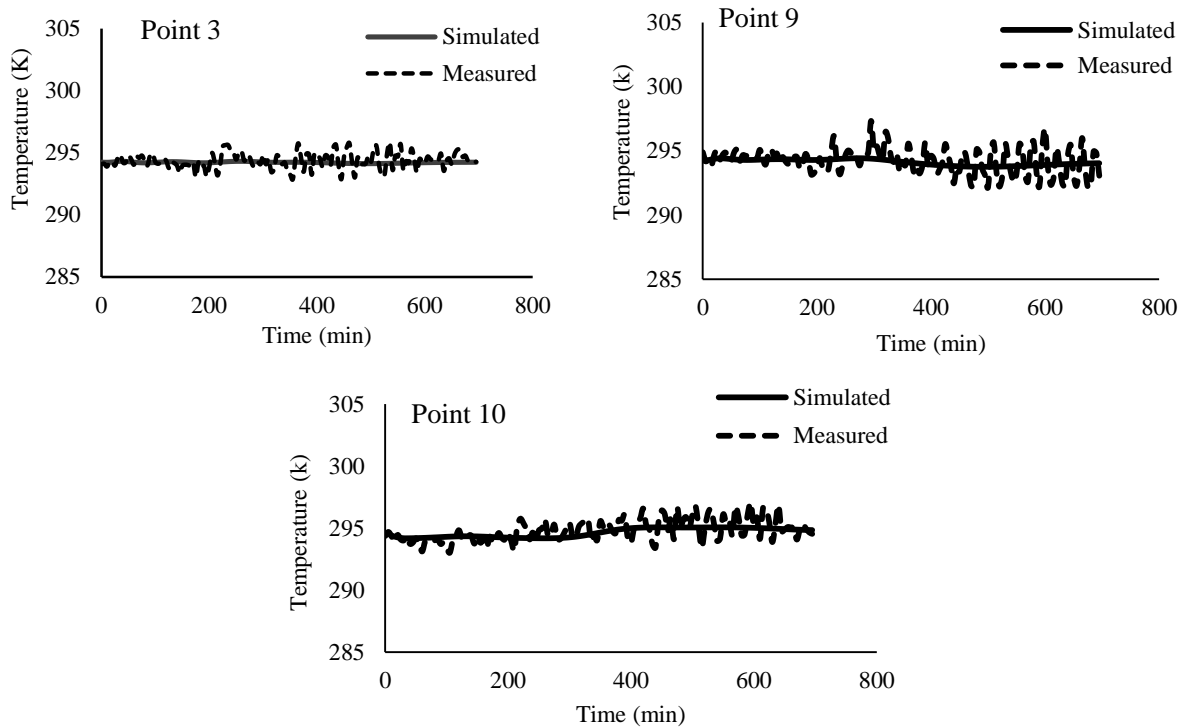 Point 3
Simulated
Measured
Temperature (K)
305
300
295
290
285
0 200 400 600 800
Time (min)
Point 9
Simulated
Measured
Temperature (k)
305
300
295
290
285
0 200 400 600 800
Time (min)
Point 10
Simulated
Measured
Temperature (k)
305
300
295
290
285
0 200 400 600 800
Time (min)